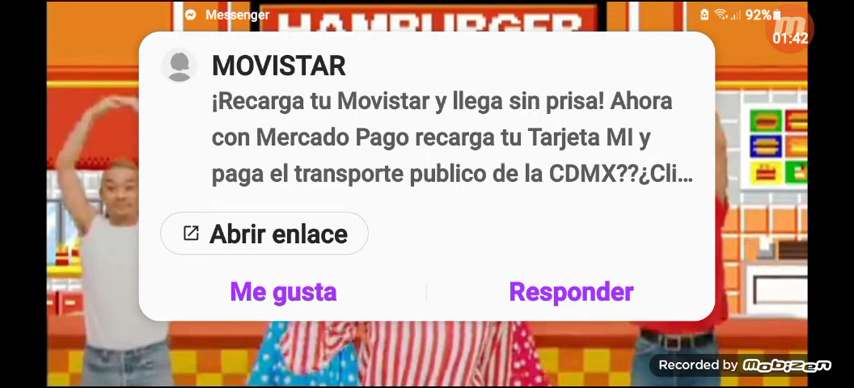 Messenger
92%
01:42
HAMBURGER
MOVISTAR
¡Recarga tu Movistar y llega sin prisa! Ahora
con Mercado Pago recarga tu Tarjeta MI y
paga el transporte publico de la CDMX??¿Cli...
Abrir enlace
Me gusta
Responder
Recorded by mobizen